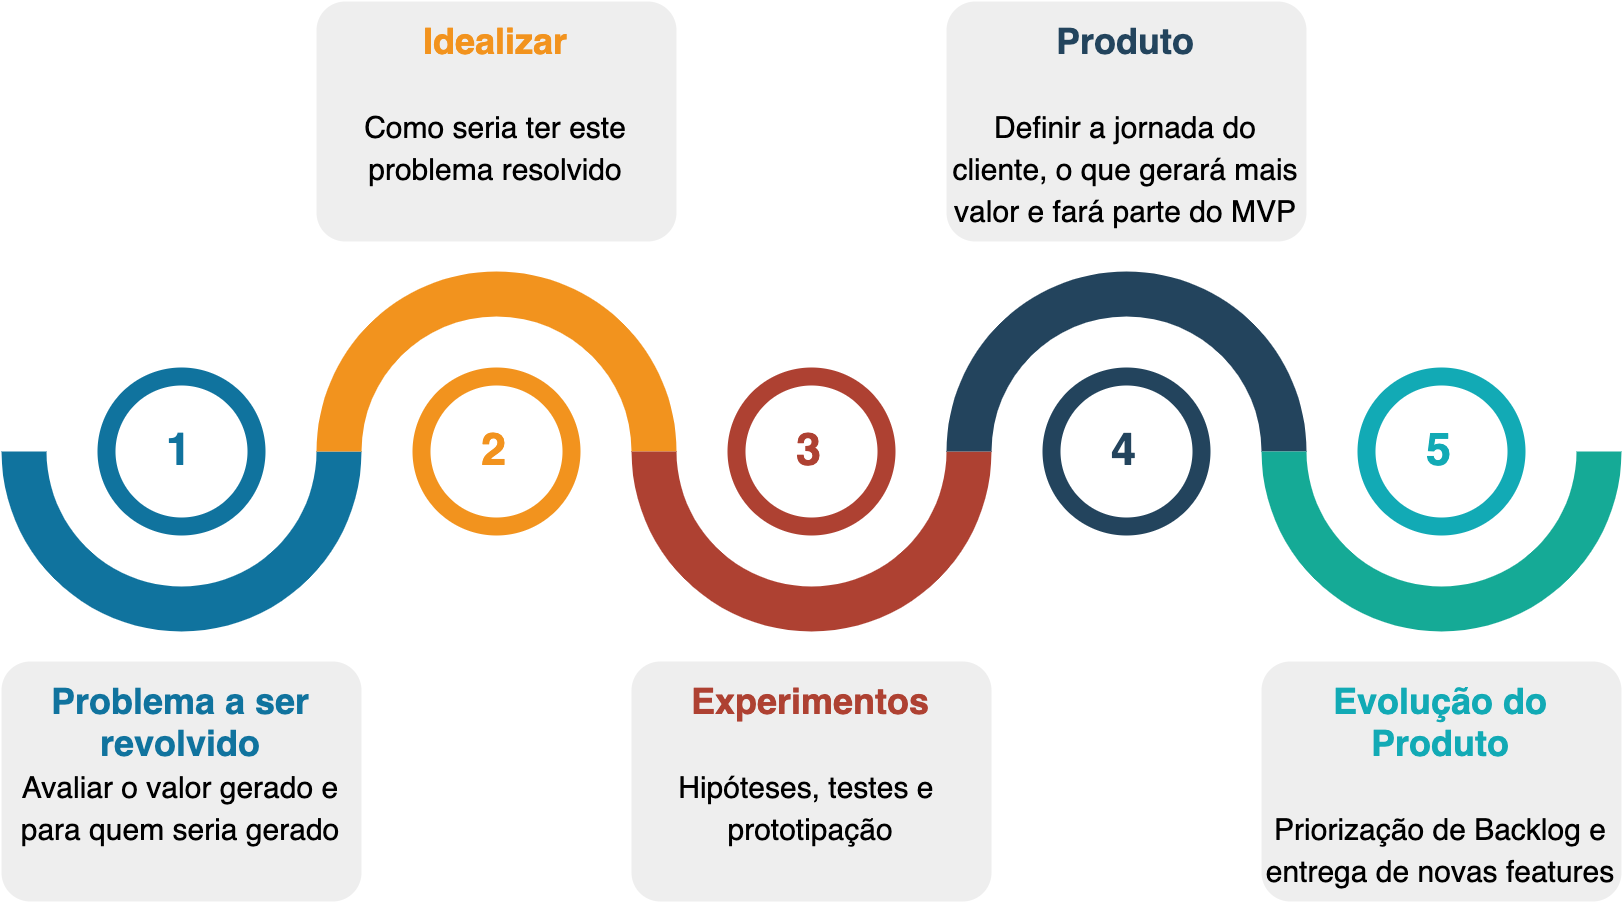 Idealizar
Como seria ter este
problema resolvido
Produto
Definir a jornada do
cliente, o que gerará mais
valor e fará parte do MVP
1
2
3
4
5
Problema a ser
revolvido
Avaliar o valor gerado e
para quem seria gerado
Experimentos
Hipóteses, testes e
prototipação
Evolução do
Produto
Priorização de Backlog e
entrega de novas features